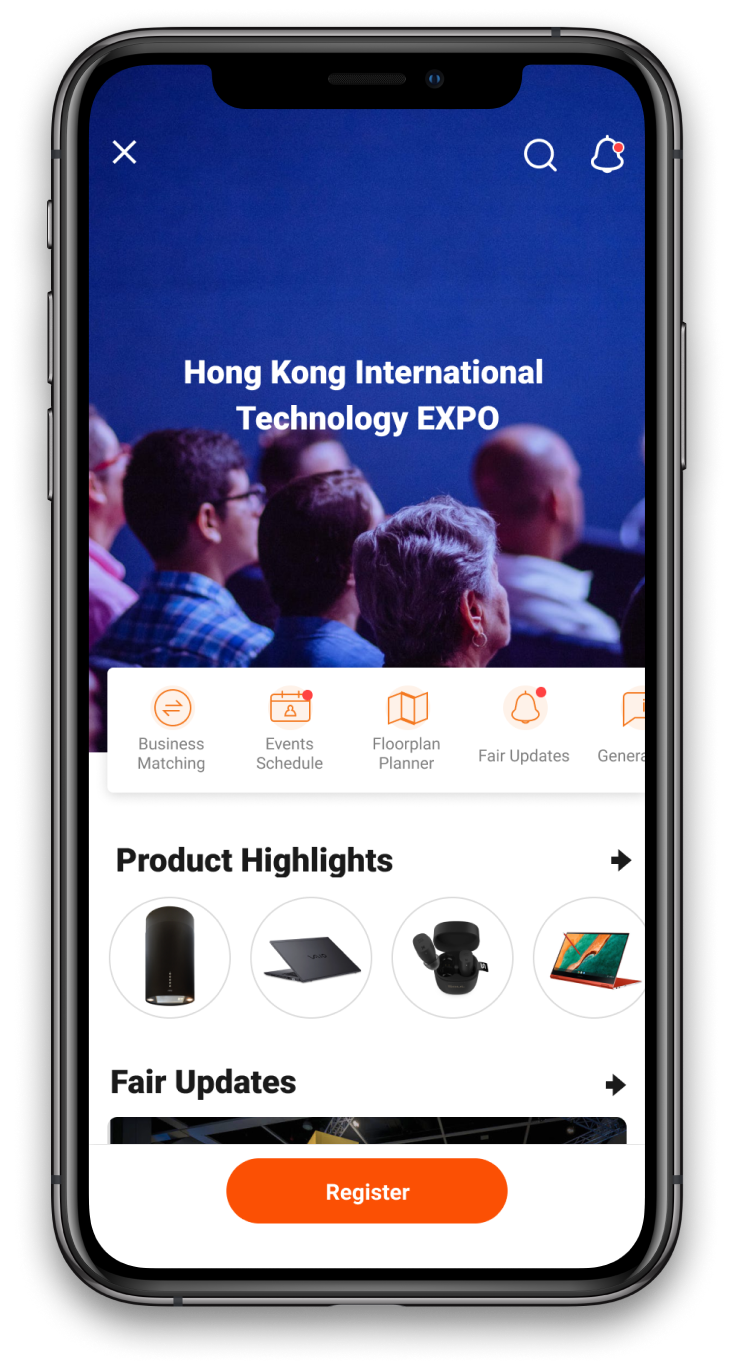 Hong Kong International
Technology EXPO
Business
Matching
Events
Schedule
Floorplan
Planner
Fair Updates
Genera
Product Highlights
VAIO
Fair Updates
Register